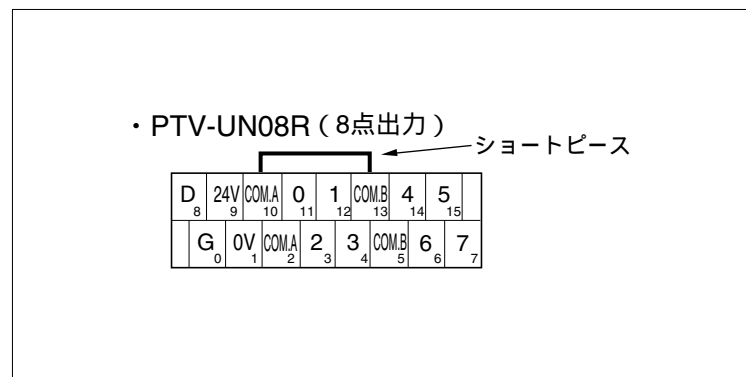 ・PTV-UN08R（8点出力）
ショートピース
D 8 24V 9 COM.A 10 0 11 1 12 COM.B 13 4 14 5 15
G 0 0V 1 COM.A 2 2 3 3 4 COM.B 5 6 6 7 7